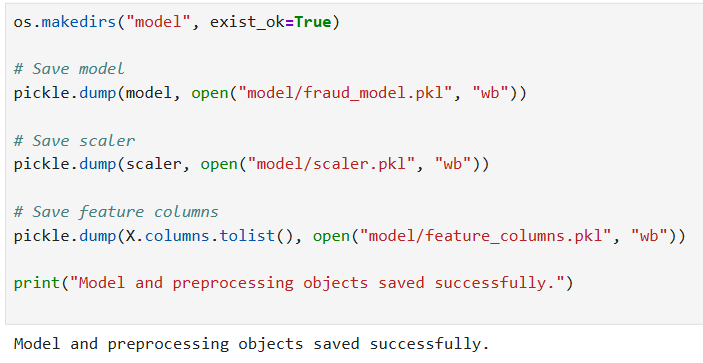 os.makedirs("model", exist_ok=True)
# Save model
pickle.dump(model, open("model/fraud_model.pkl", "wb"))
# Save scaler
pickle.dump(scaler, open("model/scaler.pkl", "wb"))
# Save feature columns
pickle.dump(X.columns.tolist(), open("model/feature_columns.pkl", "wb"))
print("Model and preprocessing objects saved successfully.")
Model and preprocessing objects saved successfully.